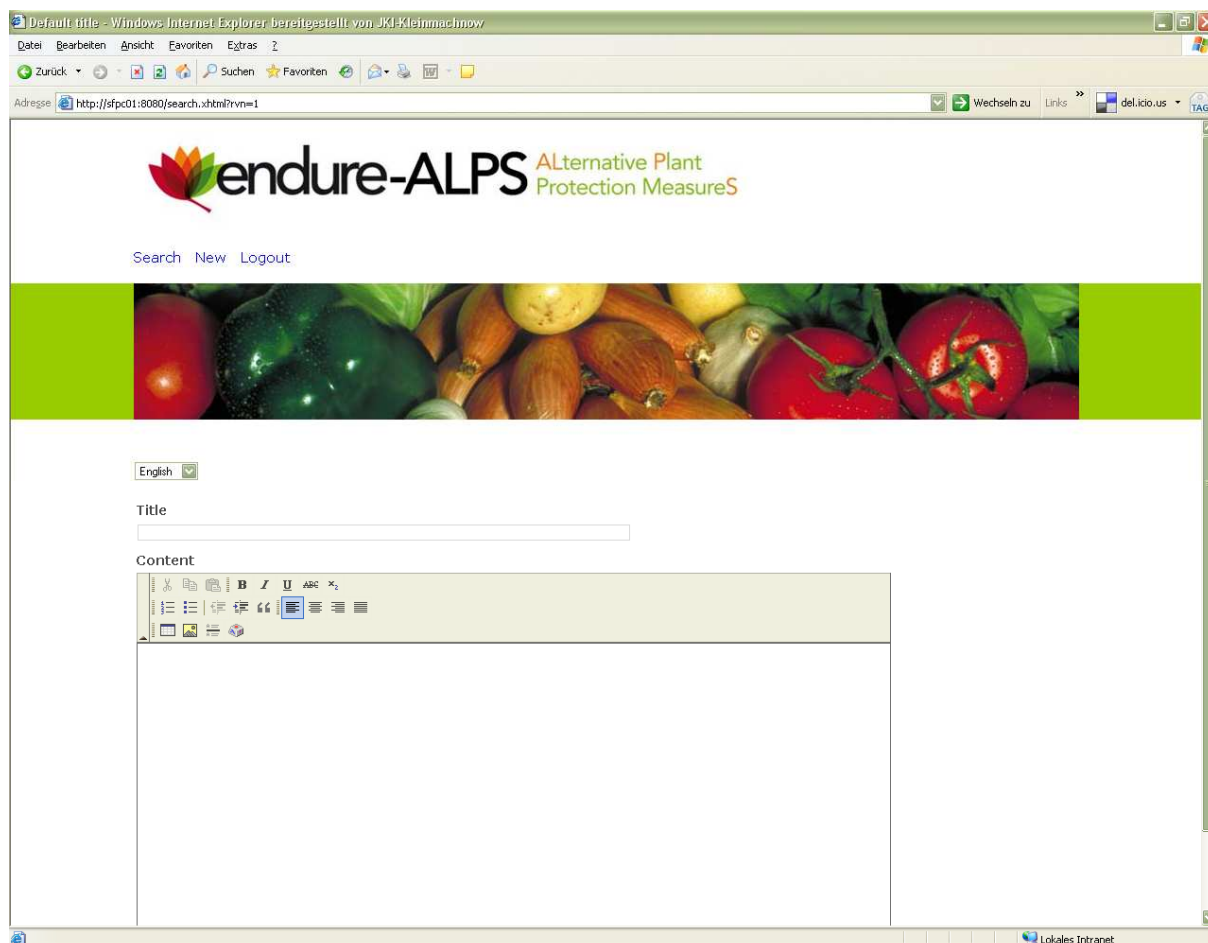 Default title - Windows Internet Explorer bereitgestellt von JKI-Kleinmachnow
Datei Bearbeiten Ansicht Favoriten Extras ?
Zurück Suchen Favoriten
Adresse http://sfpc01:8080/search.xhtml?rvn=1 Wechseln zu Links » del.icio.us TAG
endure-ALPS ALternative Plant
Protection MeasureS
Search New Logout
English
Title
Content
B I U ABC ×₂
Lokales Intranet